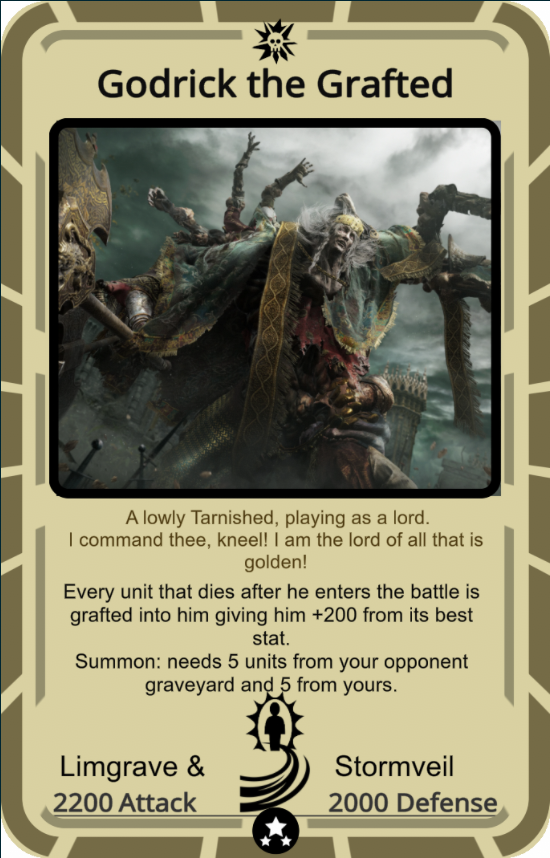 Godrick the Grafted
A lowly Tarnished, playing as a lord.
I command thee, kneel! I am the lord of all that is
golden!
Every unit that dies after he enters the battle is
grafted into him giving him +200 from its best
stat.
Summon: needs 5 units from your opponent
graveyard and 5 from yours.
Limgrave & Stormveil
2200 Attack 2000 Defense